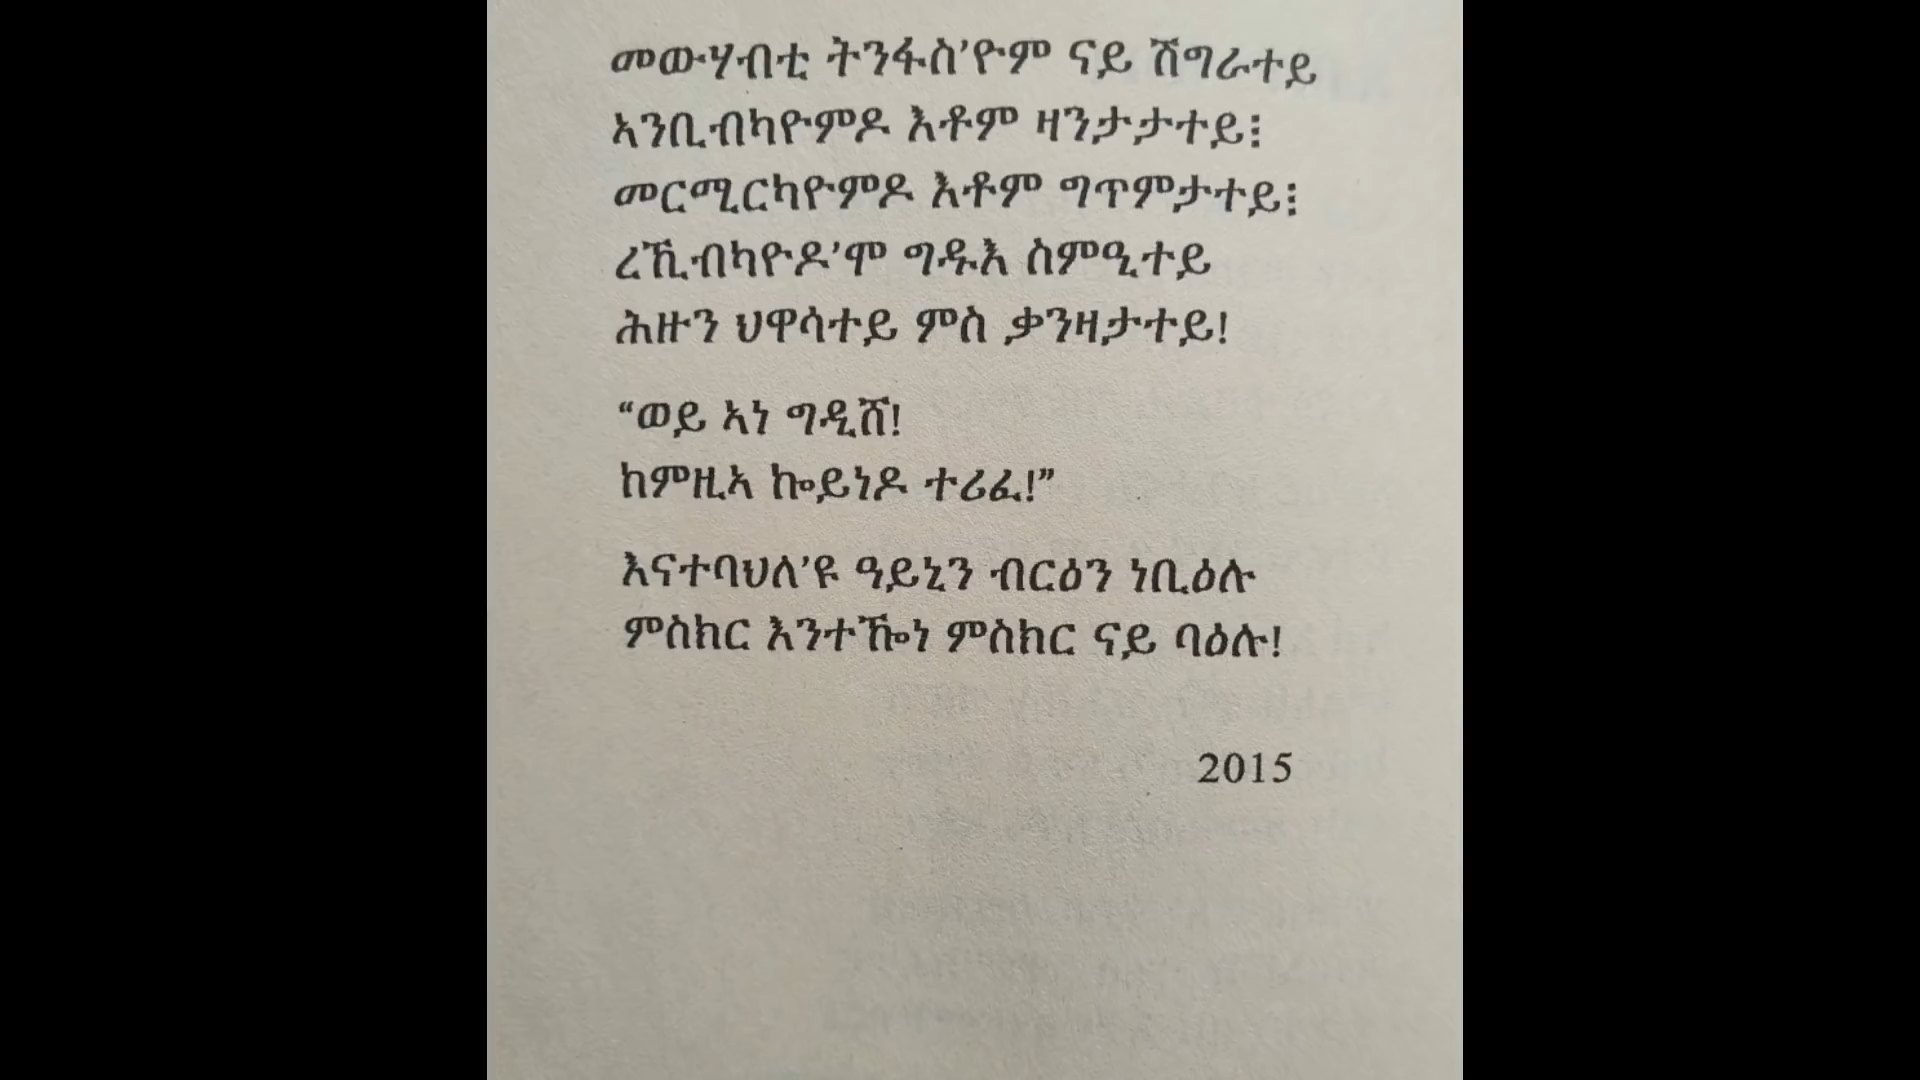 መውሃብቲ ትንፋስ’ዮም ናይ ሽግራተይ
ኣንቢብካዮምዶ እቶም ዛንታታተይ፧
መርሚርካዮምዶ እቶም ግጥምታተይ፧
ረኺብካዮዶ’ሞ ግዱእ ስምዒተይ
ሕዙን ህዋሳተይ ምስ ቃንዛታተይ!
“ወይ ኣነ ግዲሽ!
ከምዚኣ ኰይነዶ ተሪፈ!”
እናተባህለ’ዩ ዓይኒን ብርዕን ነቢዕሉ
ምስክር እንተዀነ ምስክር ናይ ባዕሉ!
2015